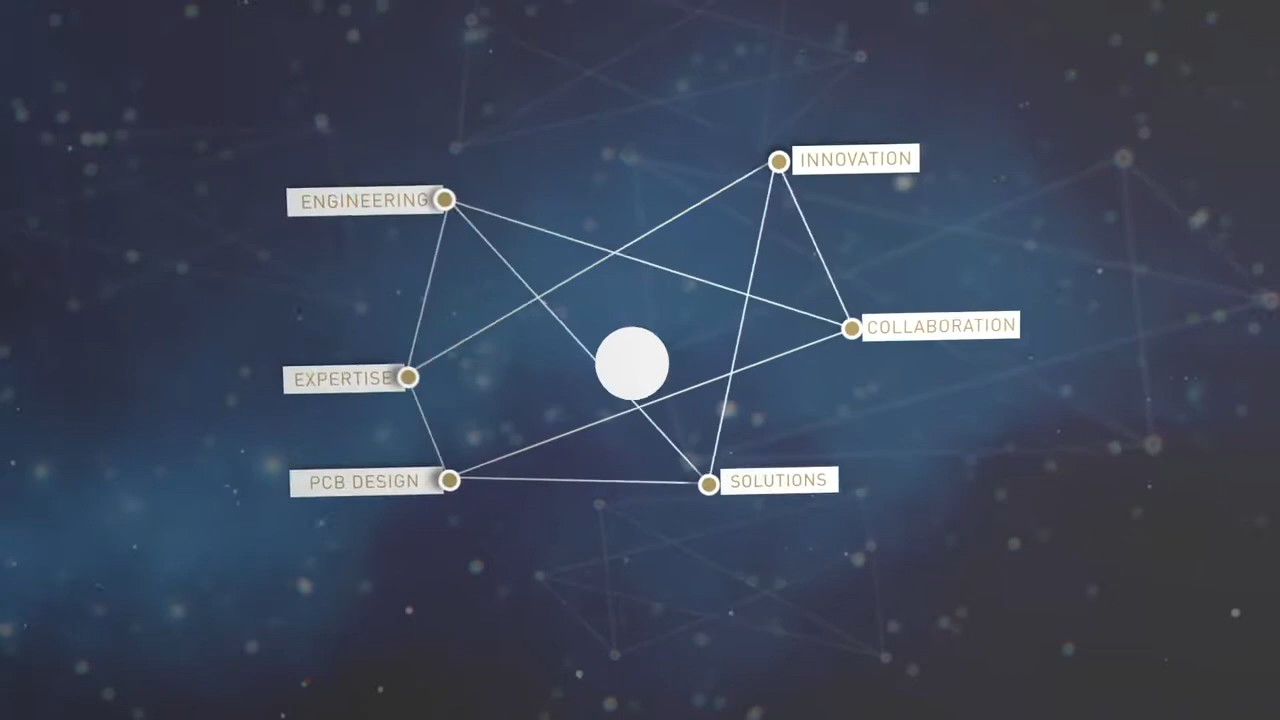 INNOVATION
ENGINEERING
COLLABORATION
EXPERTISE
PCB DESIGN
SOLUTIONS